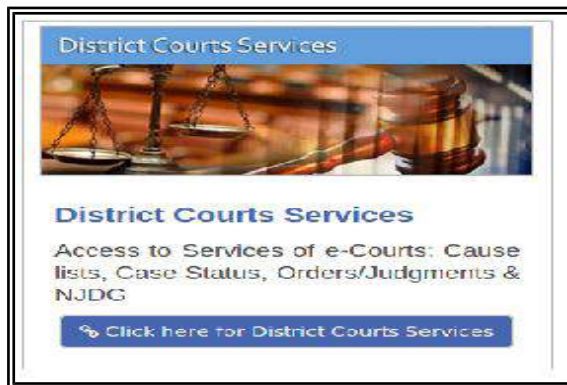 District Courts Services
District Courts Services
Access to Services of e-Courts: Cause
lists, Case Status, Orders/Judgments &
NJDG
Click here for District Courts Services